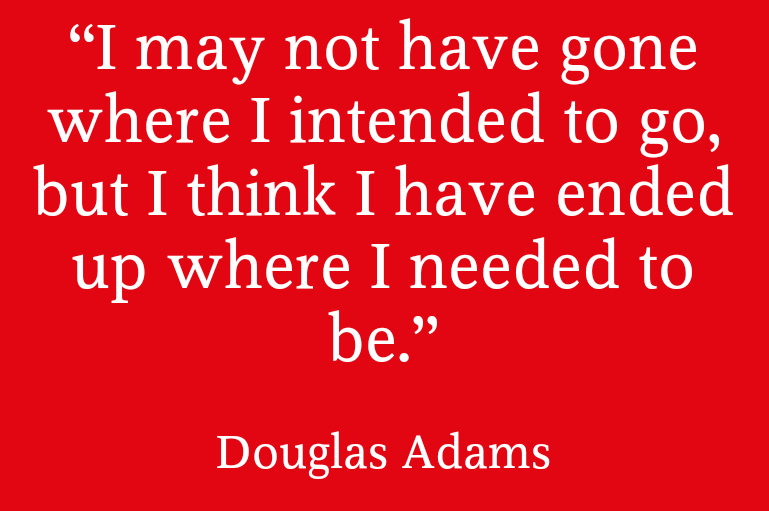 “I may not have gone
where I intended to go,
but I think I have ended
up where I needed to
be.”
Douglas Adams